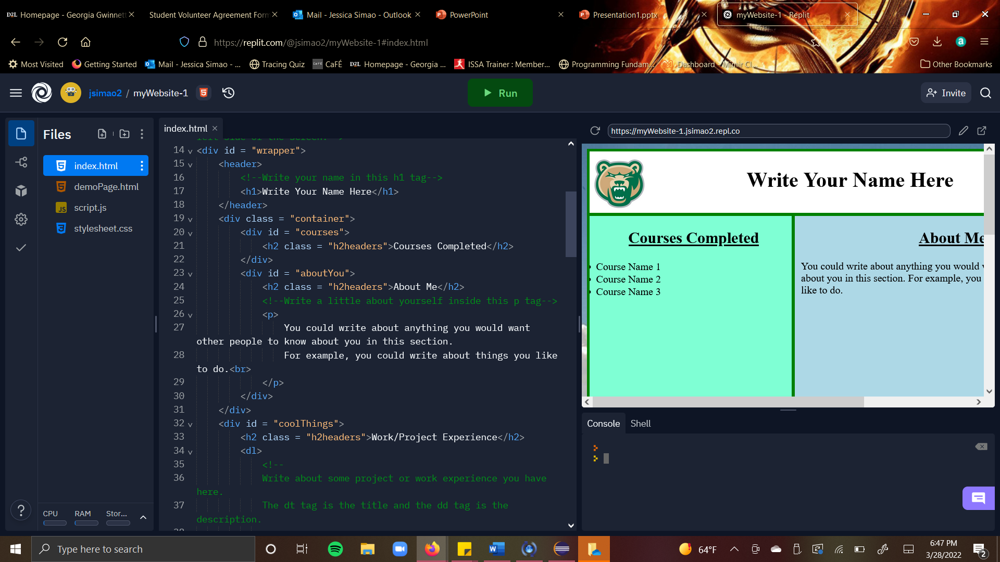 D2L Homepage - Georgia Gwinnett
Student Volunteer Agreement Form
Mail - Jessica Simao - Outlook
PowerPoint
Presentation1.pptx
myWebsite-1 - Replit
https://replit.com/@jsimao2/myWebsite-1#index.html
Most Visited
Getting Started
Mail - Jessica Simao - ...
Tracing Quiz
CaFÉ CaFÉ
D2L Homepage - Georgia ...
ISSA Trainer : Member...
Programming Fundam...
Dashboard - Mimir Cl...
Other Bookmarks
jsimao2 / myWebsite-1
Run
Invite
Files
index.html
demoPage.html
JS script.js
stylesheet.css
CPU RAM Stor...
index.html
left side of the screen.
14 <div id = "wrapper">
15 <header>
16 <!--Write your name in this h1 tag-->
17 <h1>Write Your Name Here</h1>
18 </header>
19 <div class = "container">
20 <div id = "courses">
21 <h2 class = "h2headers">Courses Completed</h2>
22 </div>
23 <div id = "aboutYou">
24 <h2 class = "h2headers">About Me</h2>
25 <!--Write a little about yourself inside this p tag-->
26 <p>
27 You could write about anything you would want
other people to know about you in this section.
28 For example, you could write about things you like
to do.<br>
29 </p>
30 </div>
31 </div>
32 <div id = "coolThings">
33 <h2 class = "h2headers">Work/Project Experience</h2>
34 <dl>
35 <!--
36 Write about some project or work experience you have
here.
37 The dt tag is the title and the dd tag is the
description.
https://myWebsite-1.jsimao2.repl.co
Write Your Name Here
Courses Completed
Course Name 1
Course Name 2
Course Name 3
About Me
You could write about anything you would
about you in this section. For example, you
like to do.
Console Shell
Type here to search
64°F
6:47 PM
3/28/2022
2